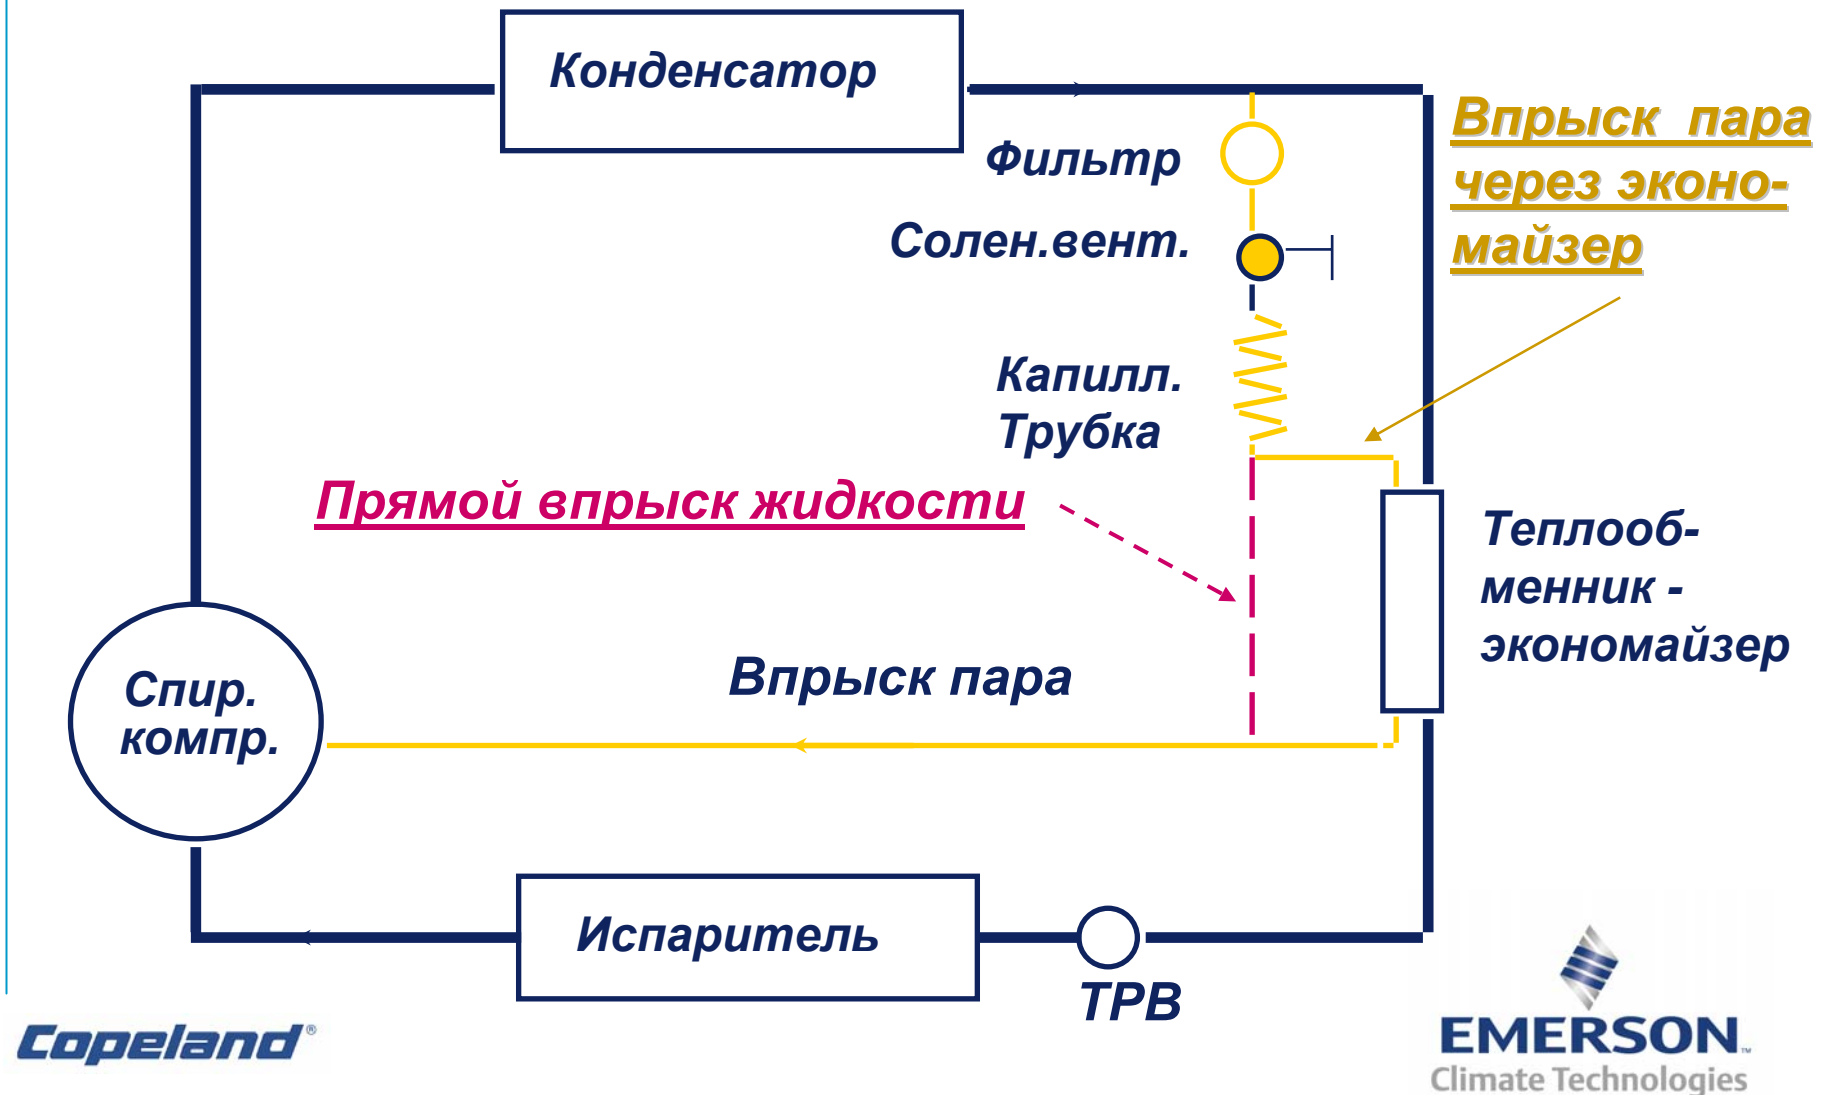 Конденсатор
Впрыск пара
через эконо-
майзер
Фильтр
Солен.вент.
Капилл.
Трубка
Прямой впрыск жидкости
Теплооб-
менник -
экономайзер
Впрыск пара
Спир.
компр.
Испаритель
ТРВ
Copeland®
EMERSON™
Climate Technologies